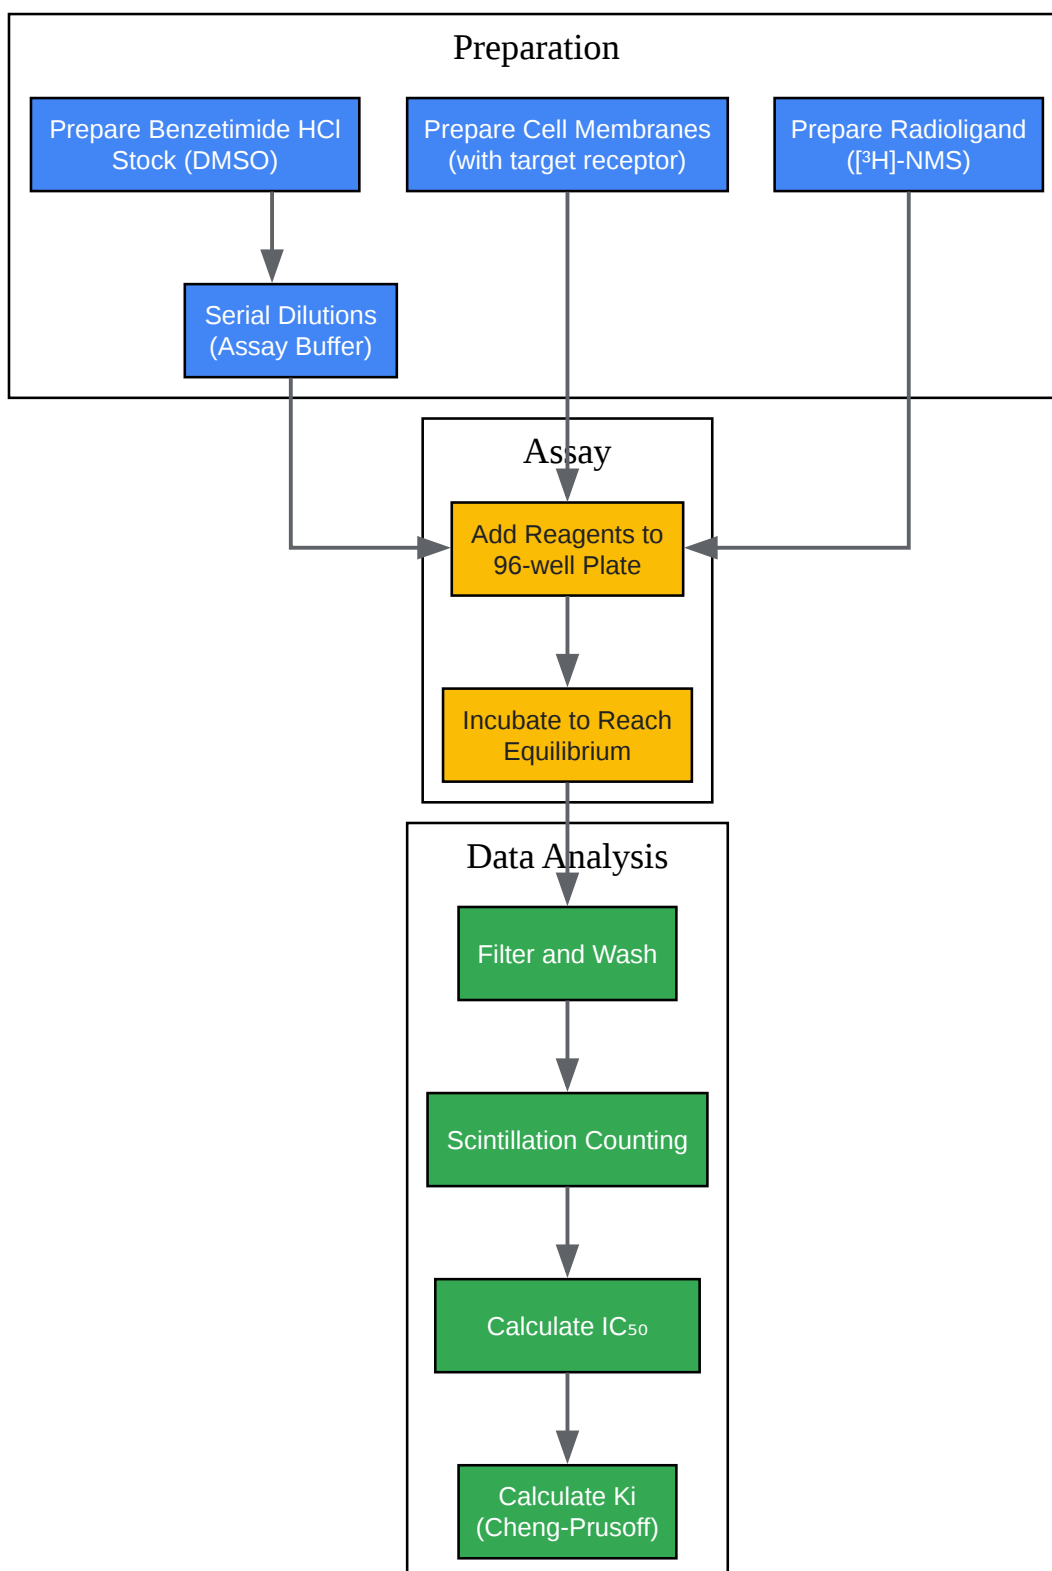 Preparation
Prepare Benzetimide HCl
Stock (DMSO)
Prepare Cell Membranes
(with target receptor)
Prepare Radioligand
([³H]-NMS)
Serial Dilutions
(Assay Buffer)
Assay
Add Reagents to
96-well Plate
Incubate to Reach
Equilibrium
Data Analysis
Filter and Wash
Scintillation Counting
Calculate IC₅₀
Calculate Ki
(Cheng-Prusoff)